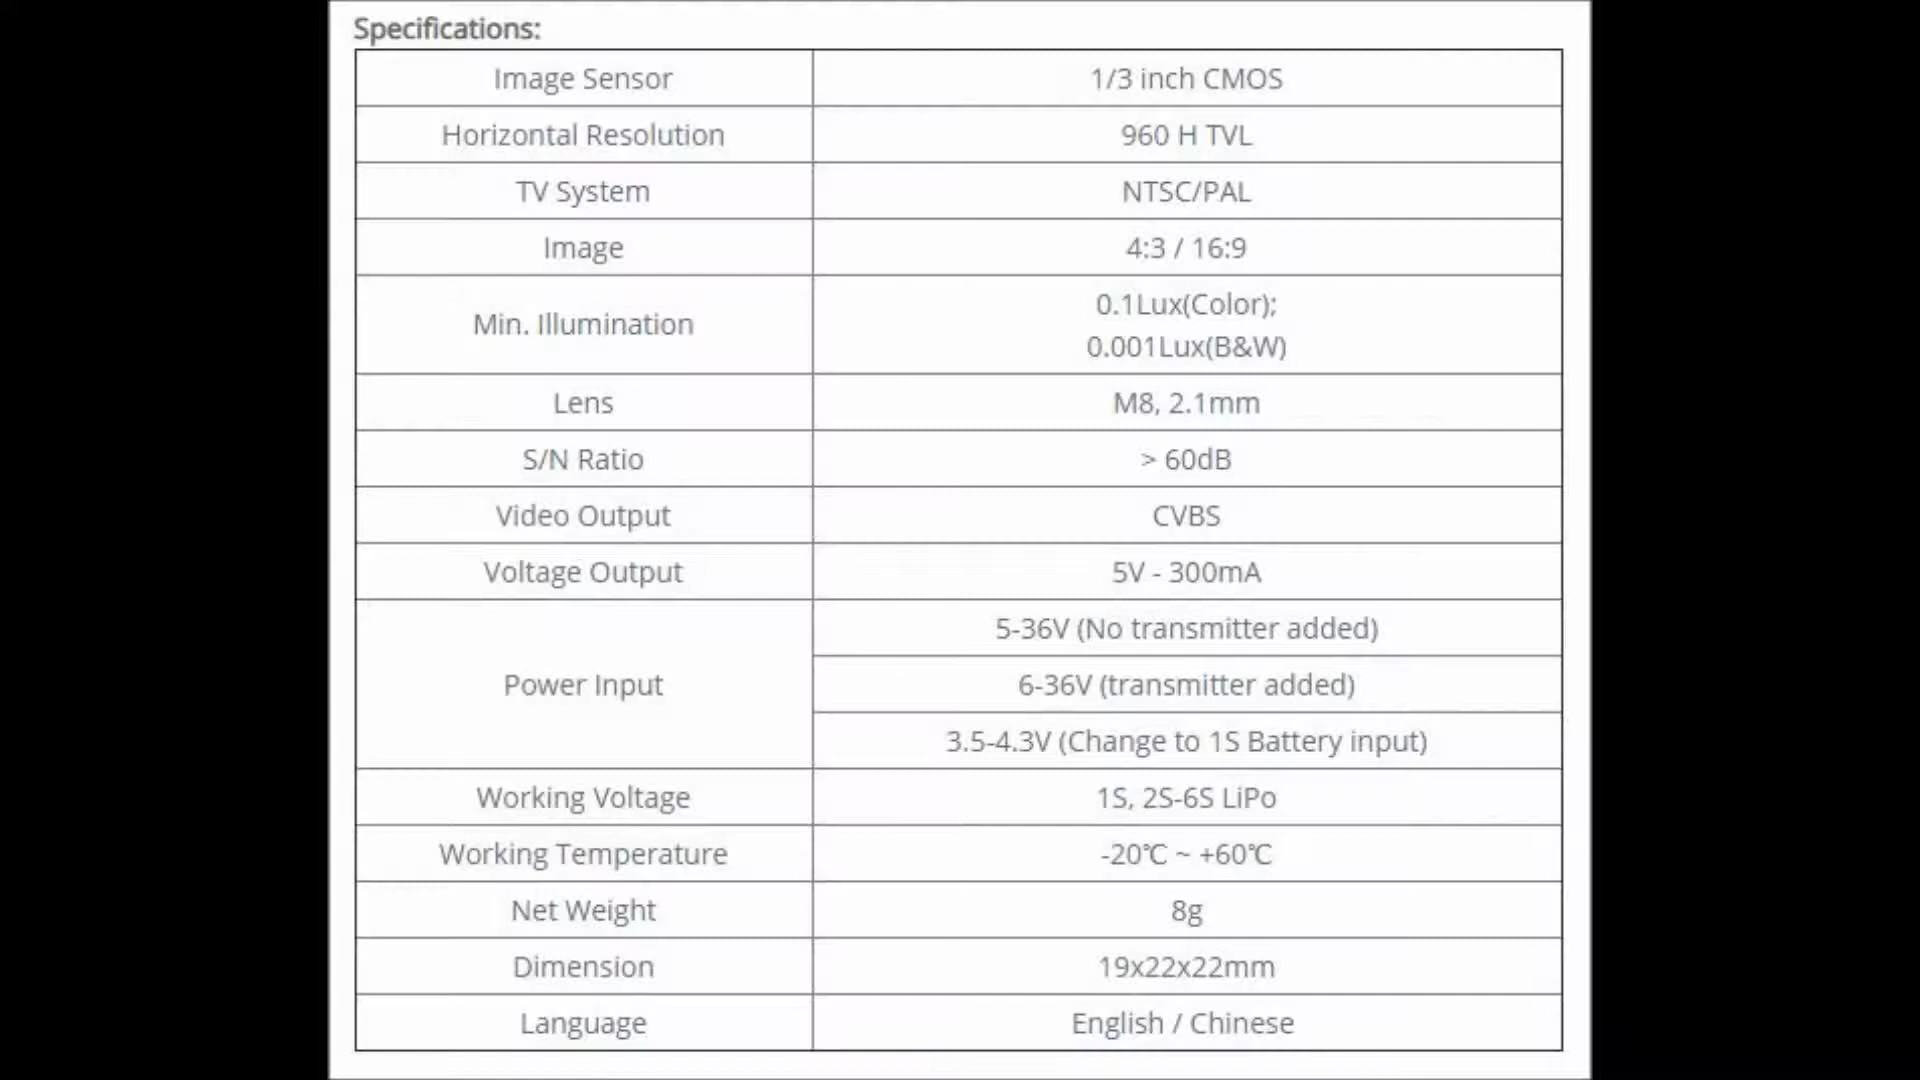 Specifications:
Image Sensor
1/3 inch CMOS
Horizontal Resolution
960 H TVL
TV System
NTSC/PAL
Image
4:3 / 16:9
Min. Illumination
0.1Lux(Color);
0.001Lux(B&W)
Lens
M8, 2.1mm
S/N Ratio
> 60dB
Video Output
CVBS
Voltage Output
5V - 300mA
Power Input
5-36V (No transmitter added)
6-36V (transmitter added)
3.5-4.3V (Change to 1S Battery input)
Working Voltage
1S, 2S-6S LiPo
Working Temperature
-20℃ ~ +60℃
Net Weight
8g
Dimension
19x22x22mm
Language
English / Chinese